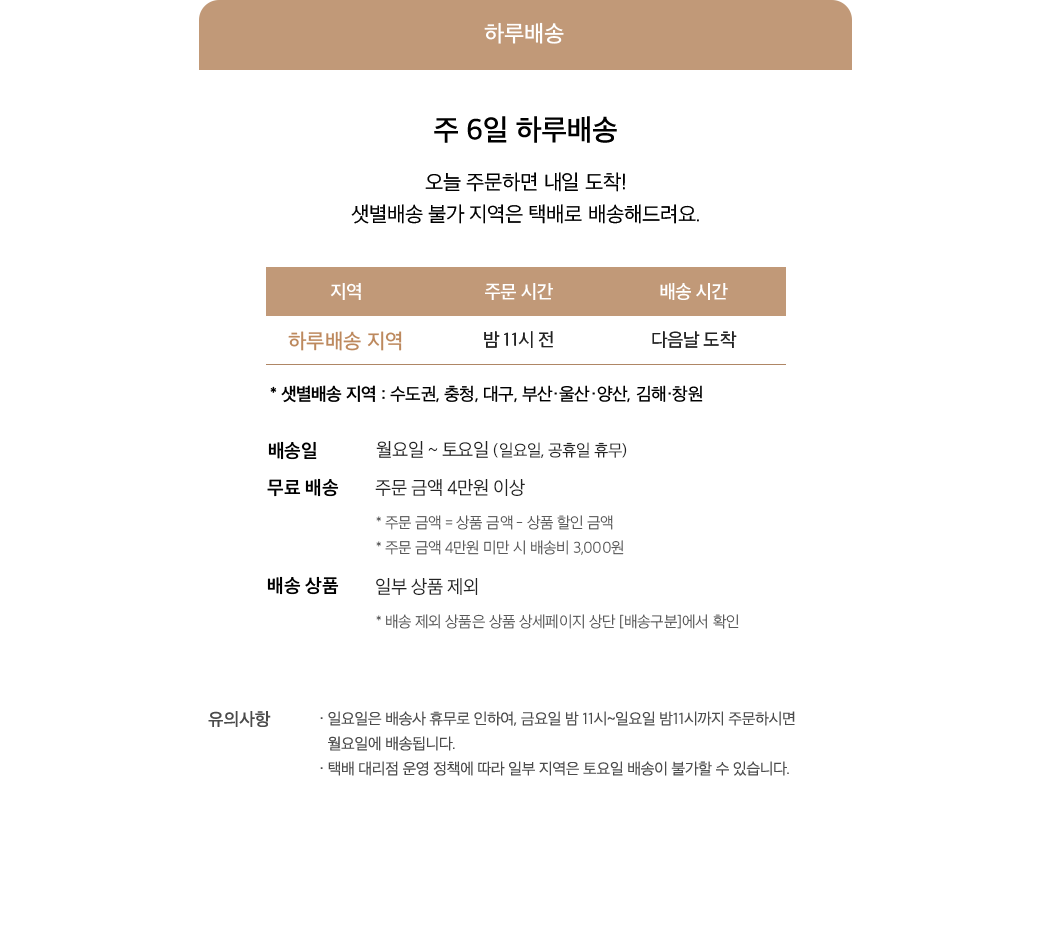 하루배송
주 6일 하루배송
오늘 주문하면 내일 도착!
샛별배송 불가 지역은 택배로 배송해드려요.
지역 주문 시간 배송 시간
하루배송 지역 밤 11시 전 다음날 도착
* 샛별배송 지역 : 수도권, 충청, 대구, 부산·울산·양산, 김해·창원
배송일 월요일 ~ 토요일 (일요일, 공휴일 휴무)
무료 배송 주문 금액 4만원 이상
* 주문 금액 = 상품 금액 - 상품 할인 금액
* 주문 금액 4만원 미만 시 배송비 3,000원
배송 상품 일부 상품 제외
* 배송 제외 상품은 상품 상세페이지 상단 [배송구분]에서 확인
유의사항 · 일요일은 배송사 휴무로 인하여, 금요일 밤 11시~일요일 밤11시까지 주문하시면
월요일에 배송됩니다.
· 택배 대리점 운영 정책에 따라 일부 지역은 토요일 배송이 불가할 수 있습니다.